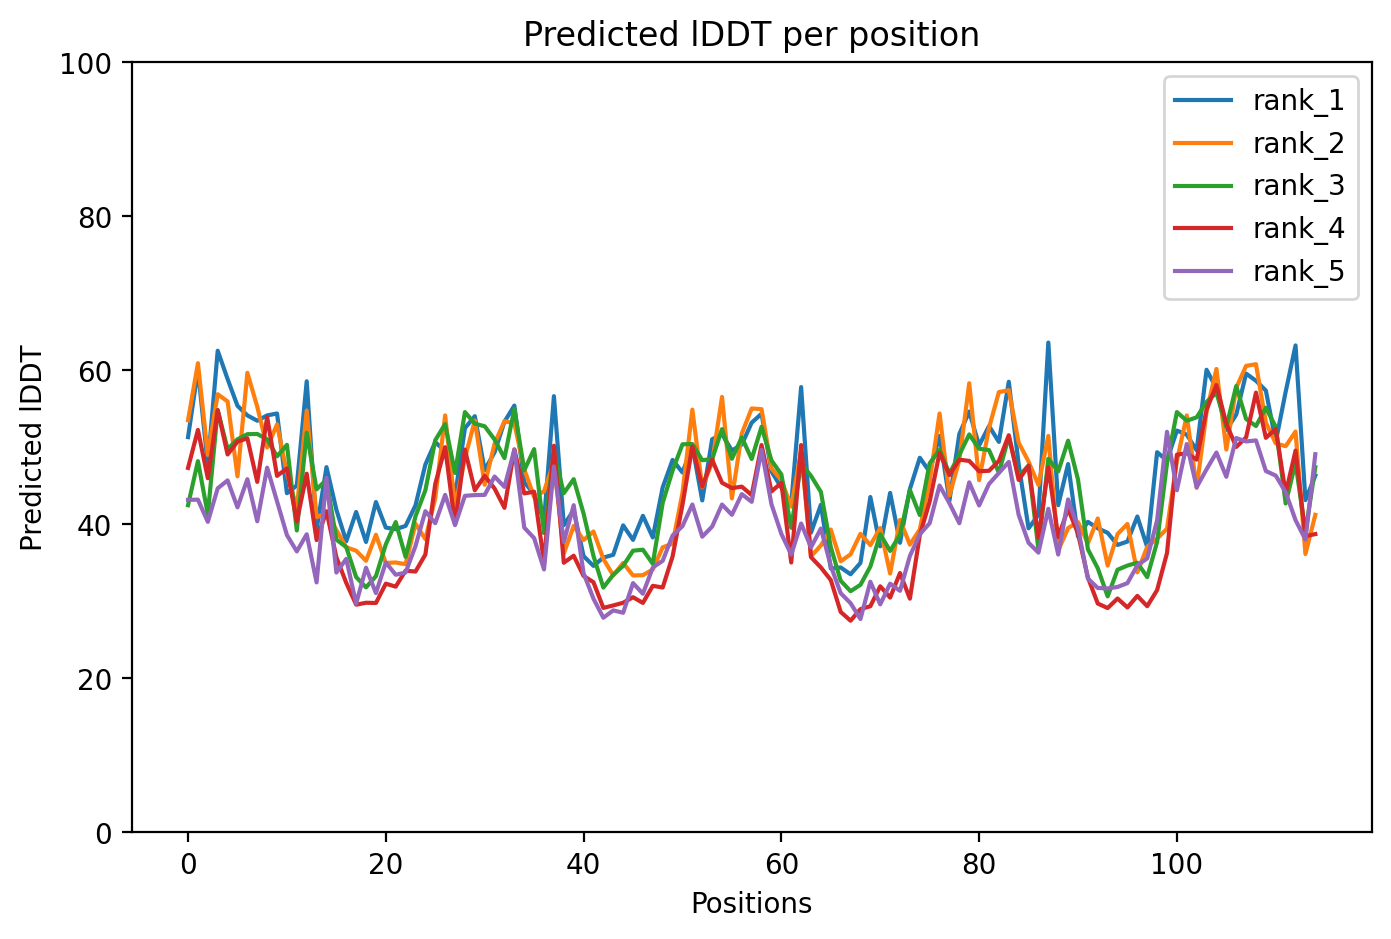 Predicted lDDT per position
100
80
60
40
20
0
Predicted lDDT
rank_1
rank_2
rank_3
rank_4
rank_5
0 20 40 60 80 100
Positions